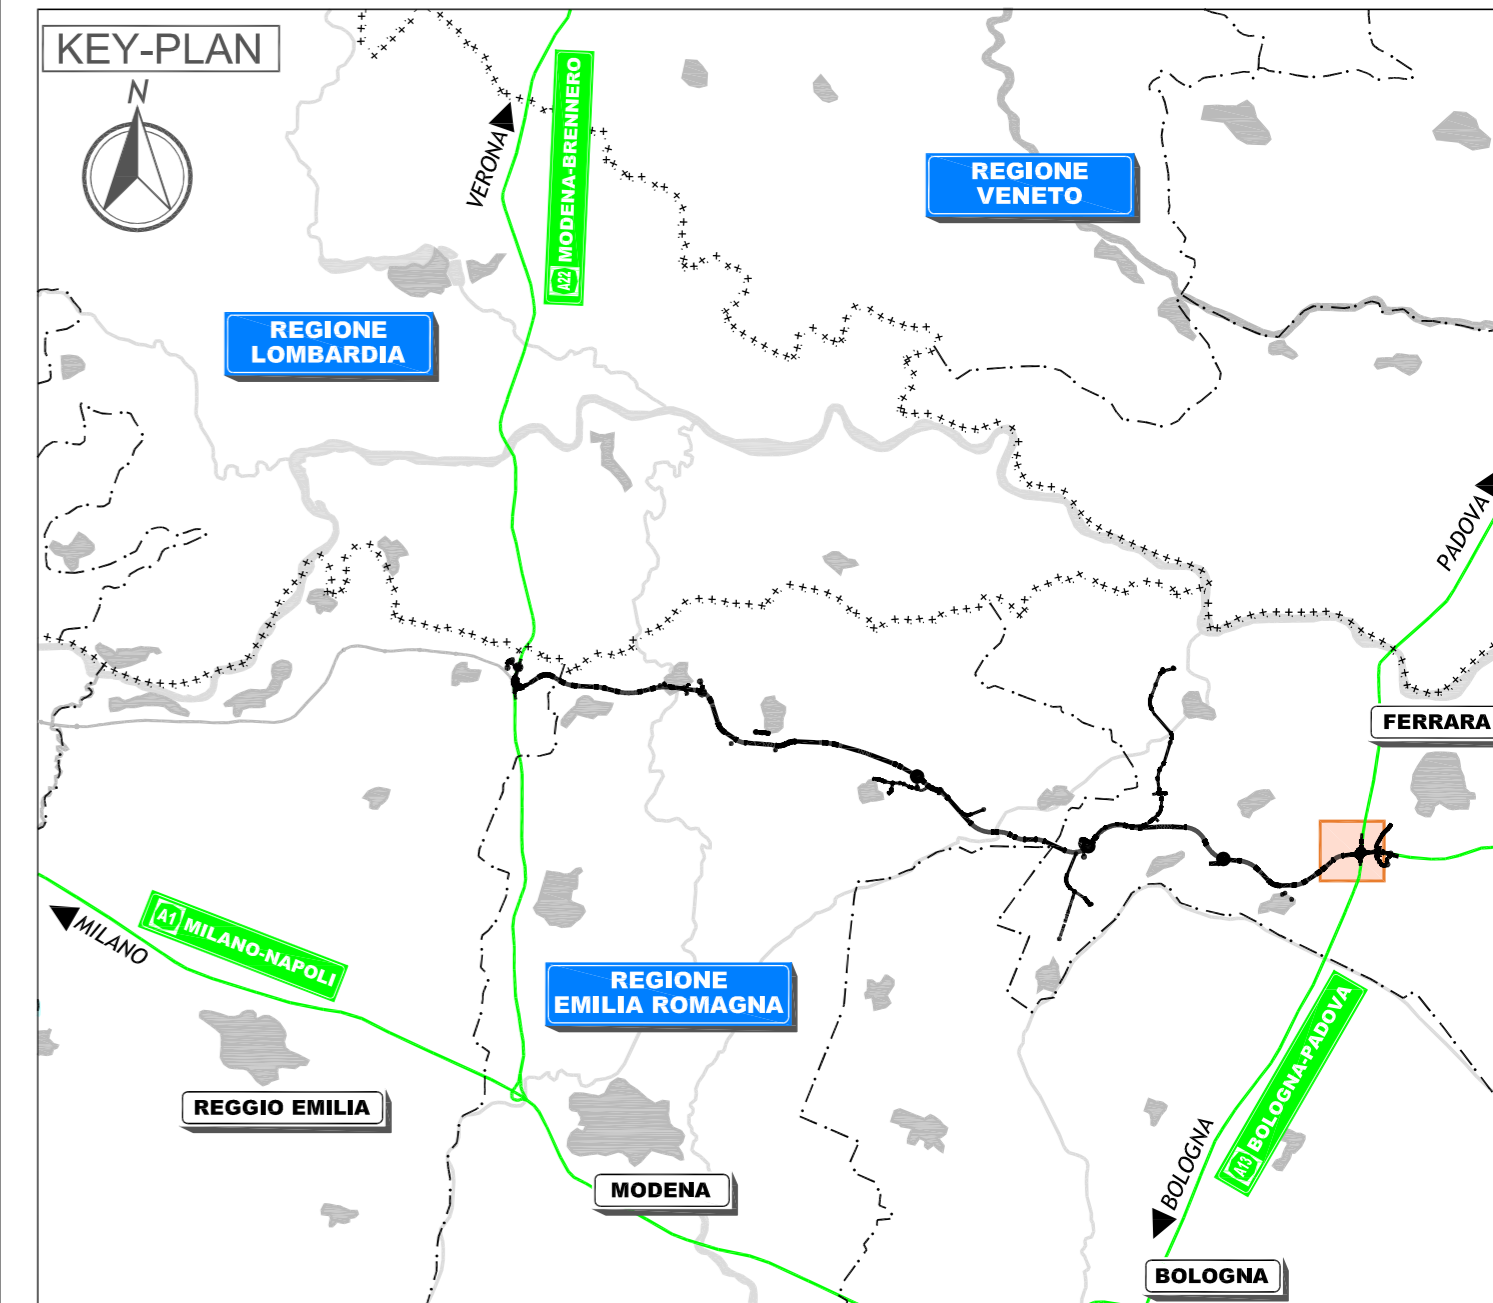 KEY-PLAN
N
VERONA
A22 MODENA-BRENNERO
REGIONE
VENETO
REGIONE
LOMBARDIA
PADOVA
FERRARA
MILANO
A1 MILANO-NAPOLI
REGIONE
EMILIA ROMAGNA
REGGIO EMILIA
MODENA
A13 BOLOGNA-PADOVA
BOLOGNA
BOLOGNA